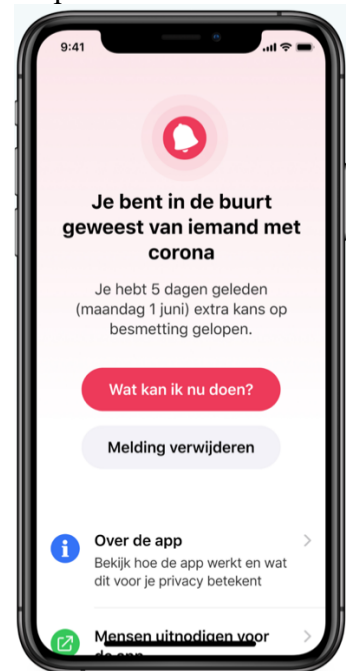 9:41
Je bent in de buurt
geweest van iemand met
corona
Je hebt 5 dagen geleden
(maandag 1 juni) extra kans op
besmetting gelopen.
Wat kan ik nu doen?
Melding verwijderen
Over de app
Bekijk hoe de app werkt en wat
dit voor je privacy betekent
Mensen uitnodigen voor
de app